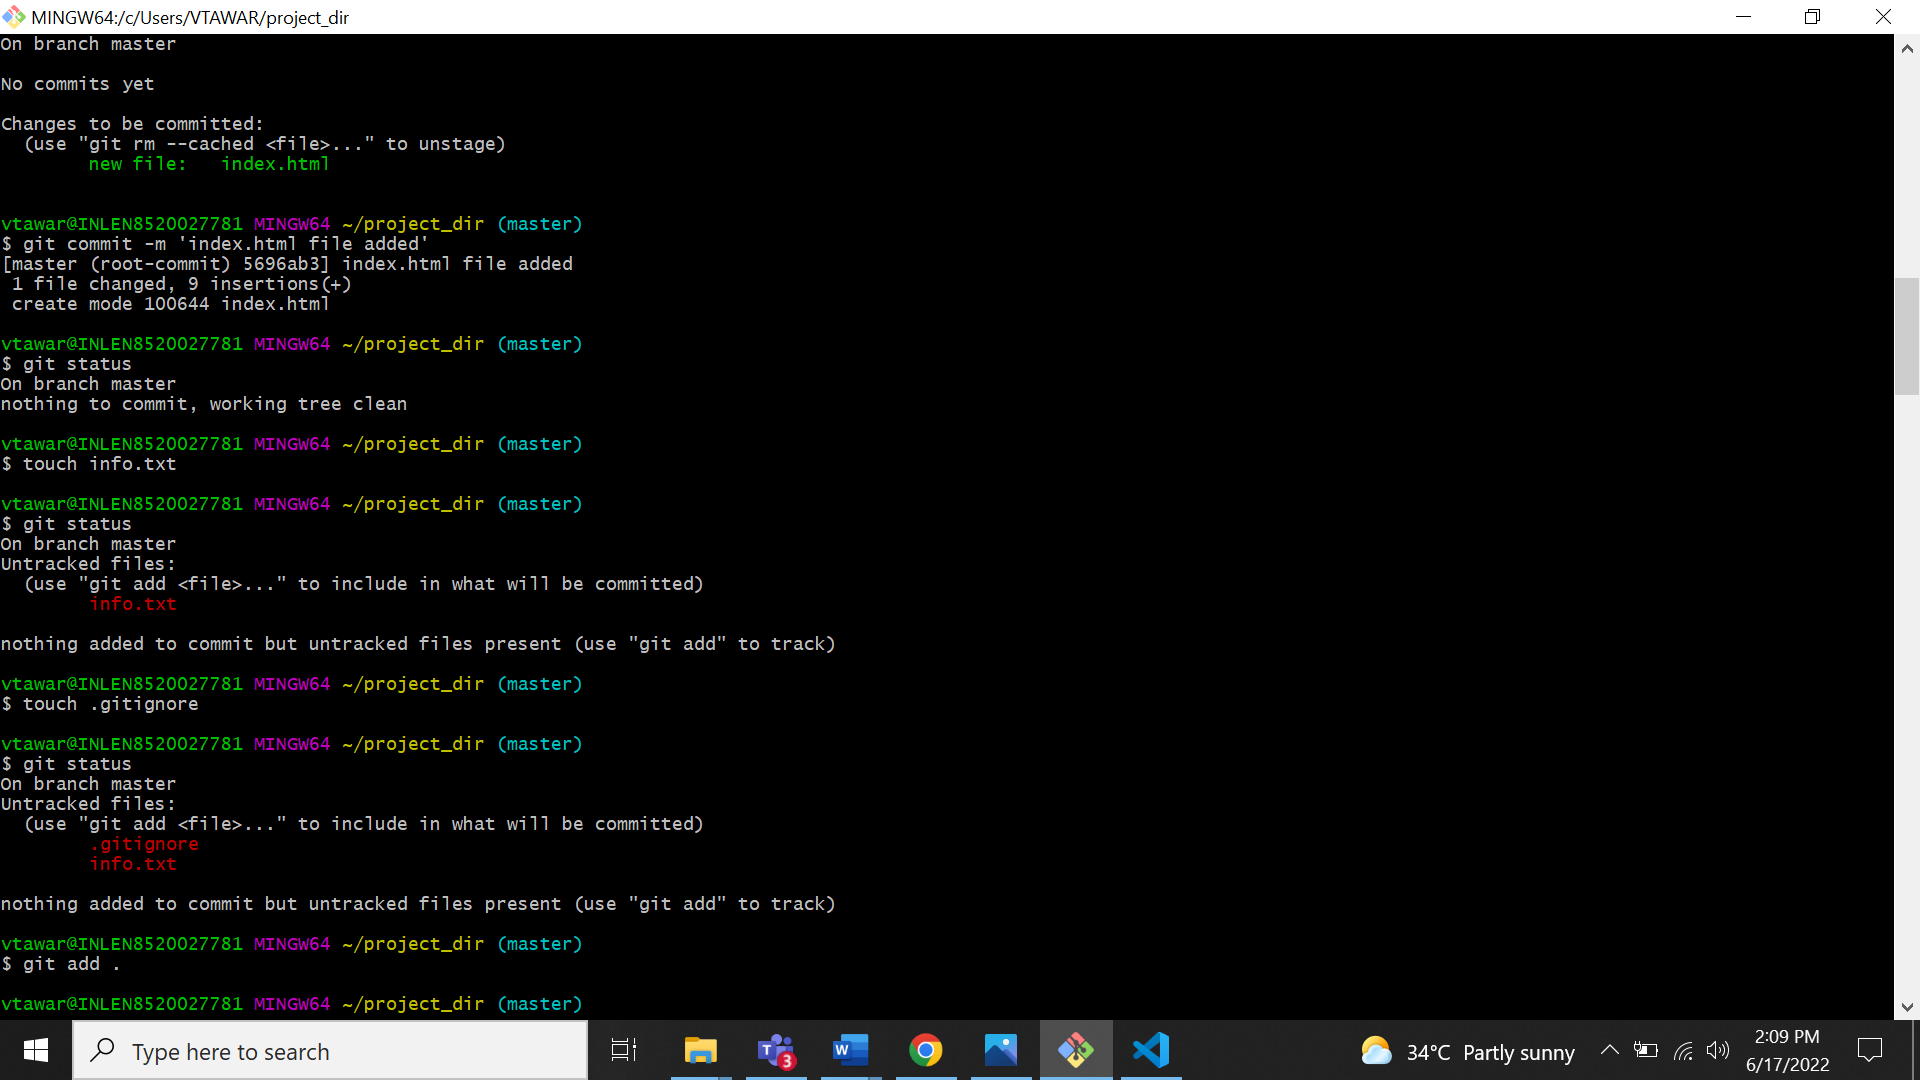 MINGW64:/c/Users/VTAWAR/project_dir
On branch master
No commits yet
Changes to be committed:
  (use "git rm --cached <file>..." to unstage)
        new file:   index.html
vtawar@INLEN8520027781 MINGW64 ~/project_dir (master)
$ git commit -m 'index.html file added'
[master (root-commit) 5696ab3] index.html file added
 1 file changed, 9 insertions(+)
 create mode 100644 index.html
vtawar@INLEN8520027781 MINGW64 ~/project_dir (master)
$ git status
On branch master
nothing to commit, working tree clean
vtawar@INLEN8520027781 MINGW64 ~/project_dir (master)
$ touch info.txt
vtawar@INLEN8520027781 MINGW64 ~/project_dir (master)
$ git status
On branch master
Untracked files:
  (use "git add <file>..." to include in what will be committed)
        info.txt
nothing added to commit but untracked files present (use "git add" to track)
vtawar@INLEN8520027781 MINGW64 ~/project_dir (master)
$ touch .gitignore
vtawar@INLEN8520027781 MINGW64 ~/project_dir (master)
$ git status
On branch master
Untracked files:
  (use "git add <file>..." to include in what will be committed)
        .gitignore
        info.txt
nothing added to commit but untracked files present (use "git add" to track)
vtawar@INLEN8520027781 MINGW64 ~/project_dir (master)
$ git add .
vtawar@INLEN8520027781 MINGW64 ~/project_dir (master)
Type here to search
T
3
W
34°C Partly sunny
2:09 PM
6/17/2022